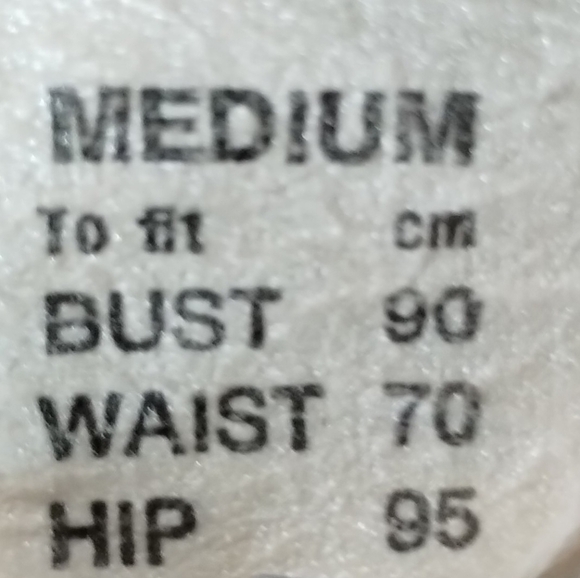 MEDIUM
To fit cm
BUST 90
WAIST 70
HIP 95